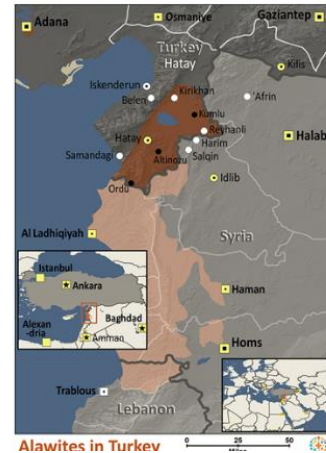 Adana
Osmaniye
Gaziantep
Turkey
Hatay
Kilis
Iskenderun
Belen
Kirikhan
'Afrin
Kumlu
Hatay
Reyhanli
Harim
Halab
Samandagi
Altinozu
Salqin
Ordu
Idlib
Al Ladhiqiyah
Syria
Istanbul
Ankara
Haman
Alexan
-dria
Baghdad
Amman
Homs
Trablous
Lebanon
Alawites in Turkey
0
25
50
Miles